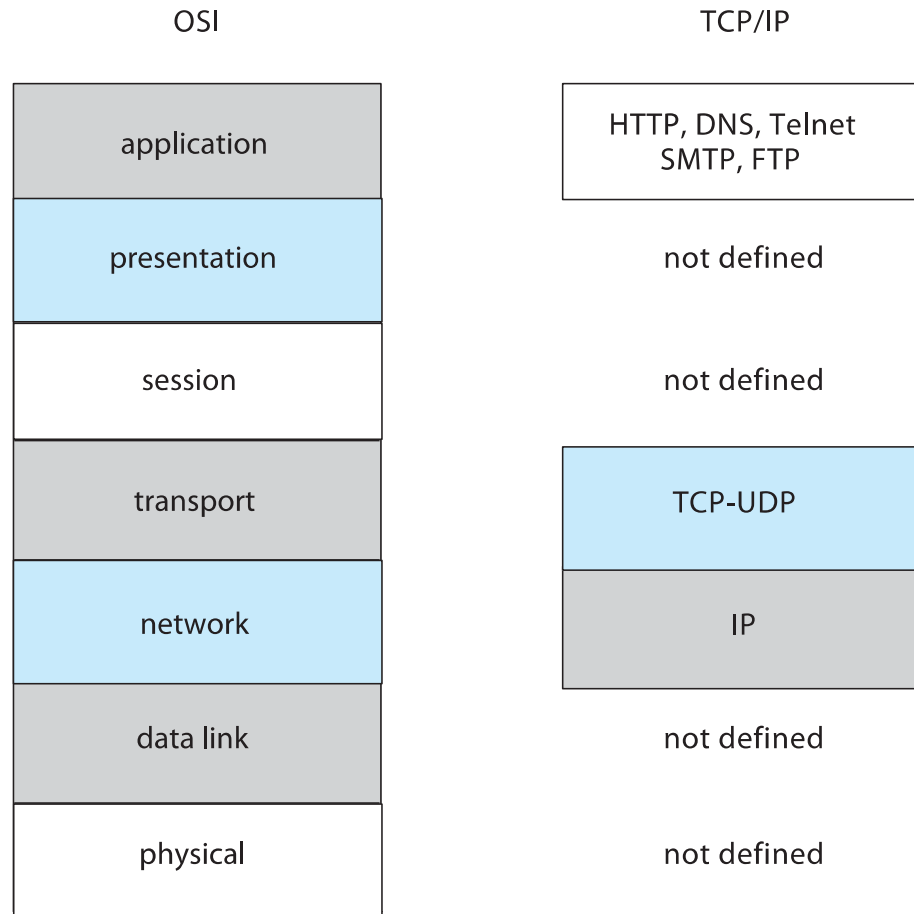 OSI
TCP/IP
application
HTTP, DNS, Telnet
SMTP, FTP
presentation
not defined
session
not defined
transport
TCP-UDP
network
IP
data link
not defined
physical
not defined